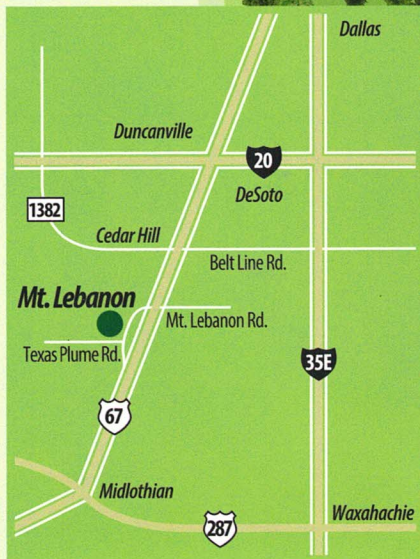 Dallas
Duncanville
20
DeSoto
1382
Cedar Hill
Belt Line Rd.
Mt. Lebanon
Mt. Lebanon Rd.
Texas Plume Rd.
35E
67
Midlothian
287
Waxahachie